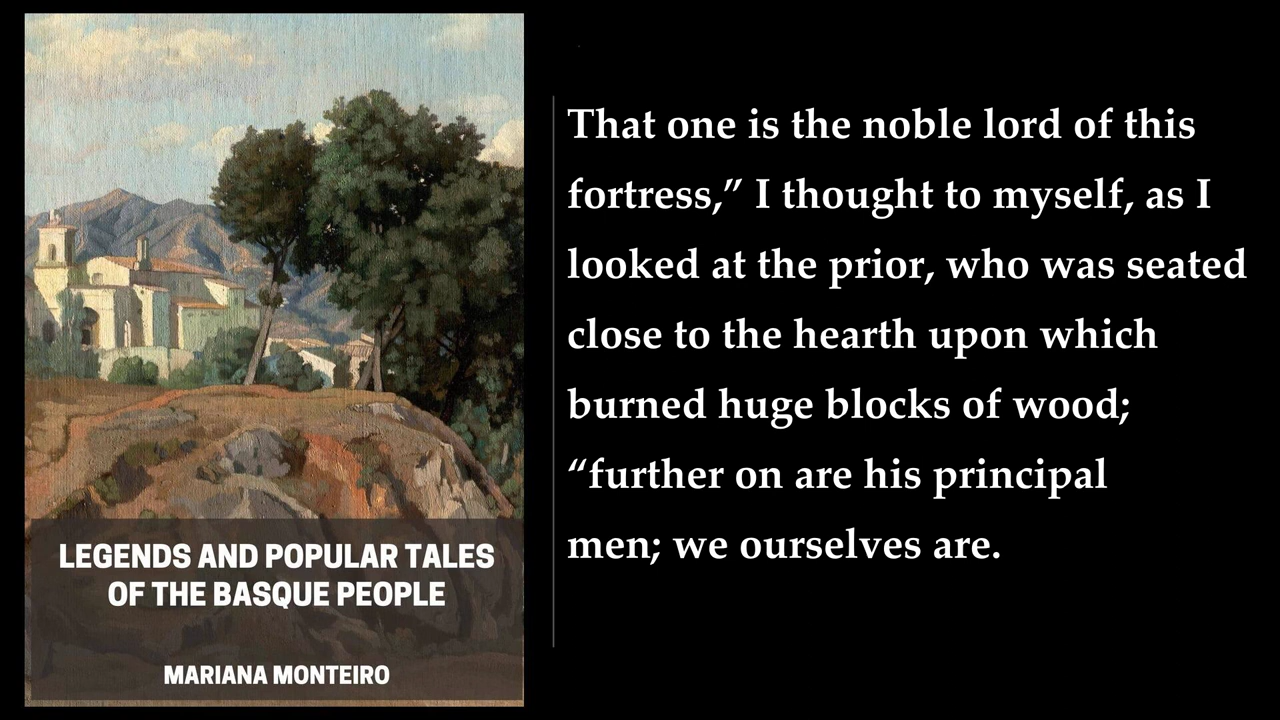 LEGENDS AND POPULAR TALES
OF THE BASQUE PEOPLE
MARIANA MONTEIRO
That one is the noble lord of this
fortress,” I thought to myself, as I
looked at the prior, who was seated
close to the hearth upon which
burned huge blocks of wood;
“further on are his principal
men; we ourselves are.